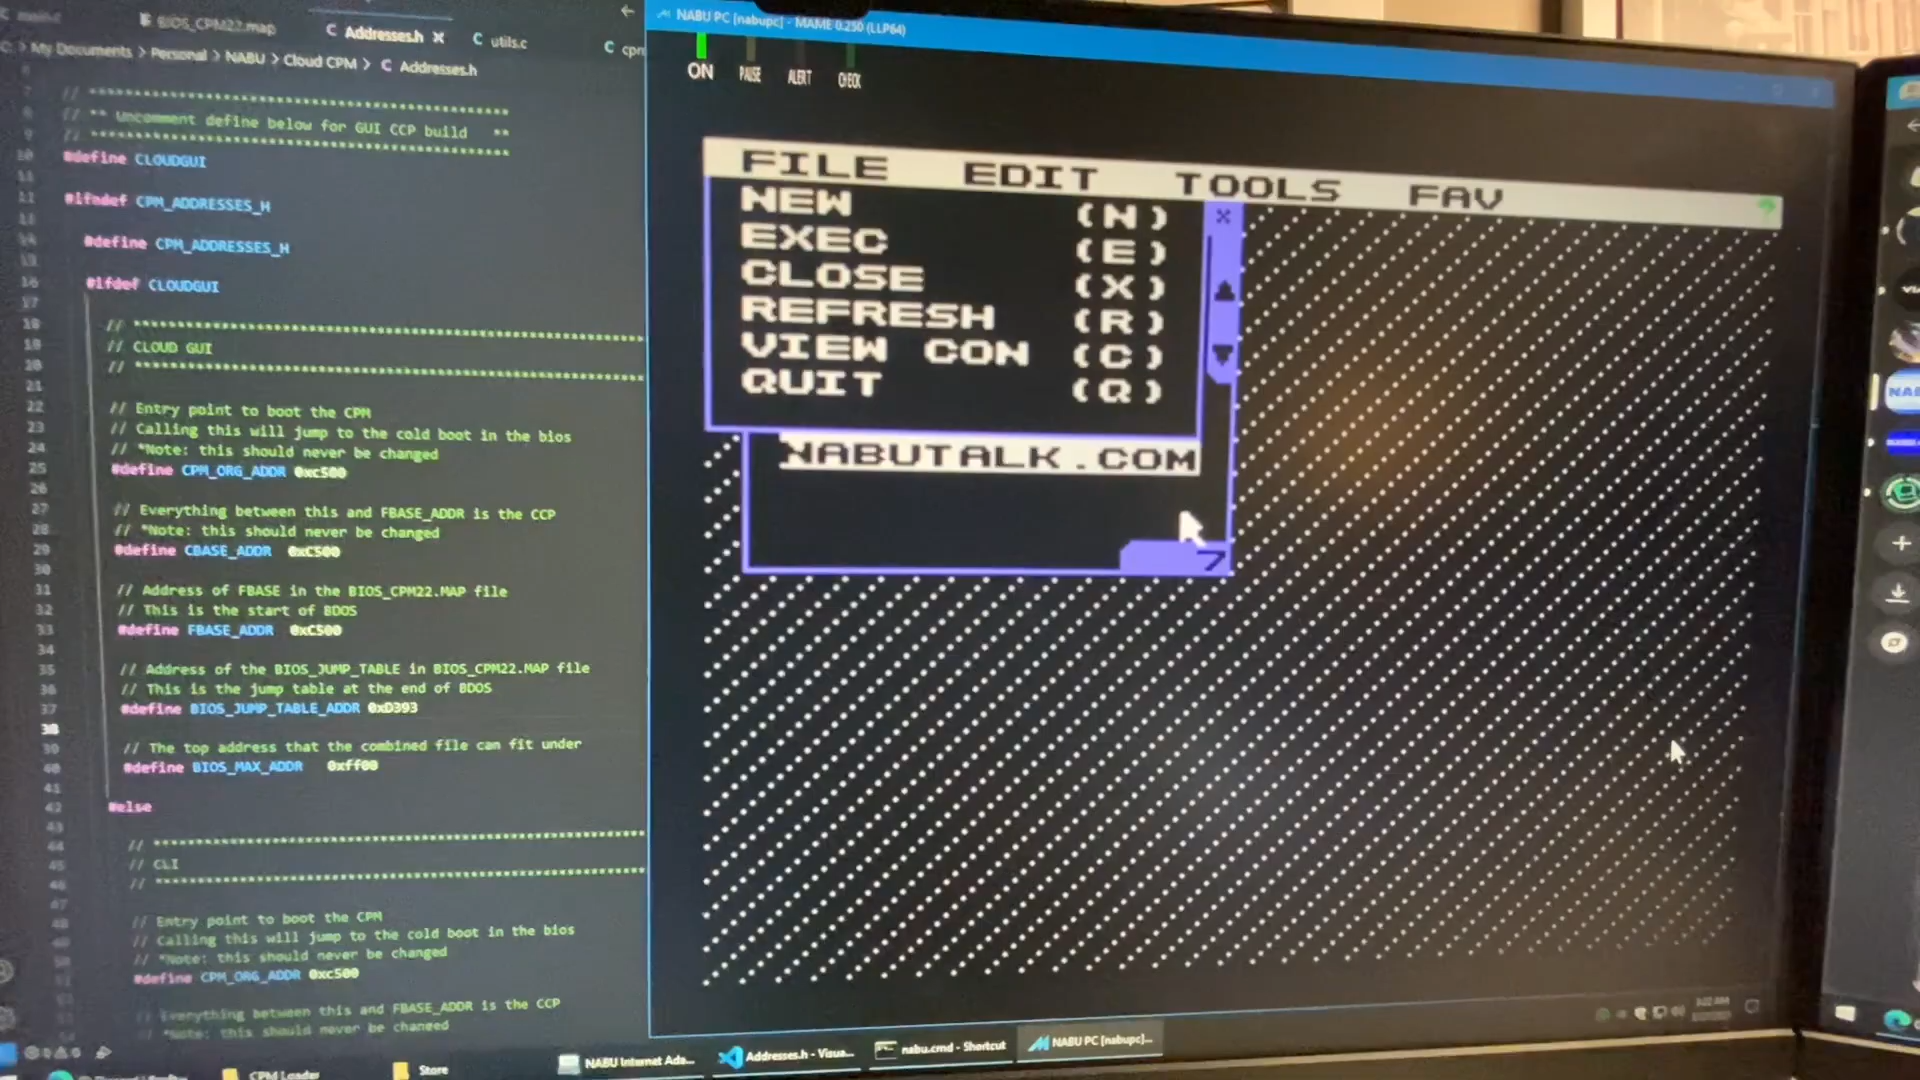 BIOS_CPM22.map
Addresses.h
utils.c
My Documents > Personal > NABU > Cloud CPM > C Addresses.h
// ** Uncomment define below for GUI CCP build **
#define CLOUDGUI
#ifndef CPM_ADDRESSES_H
#define CPM_ADDRESSES_H
#ifdef CLOUDGUI
// CLOUD GUI
// Entry point to boot the CPM
// Calling this will jump to the cold boot in the bios
// *Note: this should never be changed
#define CPM_ORG_ADDR 0xc500
// Everything between this and FBASE_ADDR is the CCP
// *Note: this should never be changed
#define CBASE_ADDR 0xC500
// Address of FBASE in the BIOS_CPM22.MAP file
// This is the start of BDOS
#define FBASE_ADDR 0xC500
// Address of the BIOS_JUMP_TABLE in BIOS_CPM22.MAP file
// This is the jump table at the end of BDOS
#define BIOS_JUMP_TABLE_ADDR 0xD393
// The top address that the combined file can fit under
#define BIOS_MAX_ADDR 0xff00
#else
// CLI
// Entry point to boot the CPM
// Calling this will jump to the cold boot in the bios
// *Note: this should never be changed
#define CPM_ORG_ADDR 0xc500
// Everything between this and FBASE_ADDR is the CCP
// *Note: this should never be changed
NABU PC [nabupc] - MAME 0.250 (LLP64)
ON PAUSE ALERT CHECK
FILE EDIT TOOLS FAV
NEW (N)
EXEC (E)
CLOSE (X)
REFRESH (R)
VIEW CON (C)
QUIT (Q)
NABUTALK.COM
7
CPM Loader
Store
NABU Internet Ada...
Addresses.h - Visua...
nabu.cmd - Shortcut
NABU PC [nabupc]...